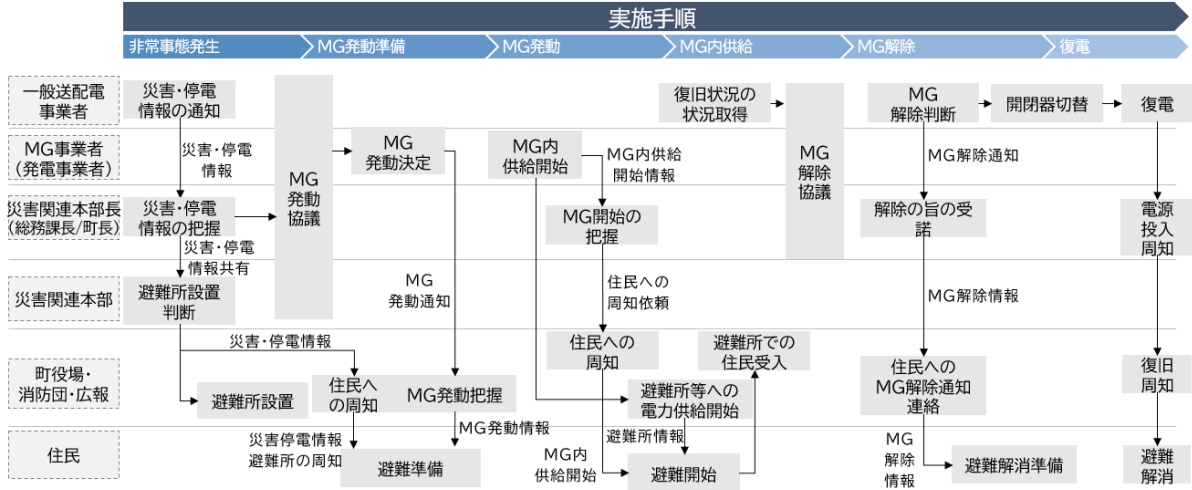 実施手順
非常事態発生
MG発動準備
MG発動
MG内供給
MG解除
復電
一般送配電
事業者
災害・停電
情報の通知
復旧状況の
状況取得
MG
解除判断
開閉器切替
復電
MG事業者
(発電事業者)
災害・停電
情報
MG
発動協議
MG
発動決定
MG内
供給開始
MG内供給
開始情報
MG
解除協議
MG解除通知
災害関連本部長
(総務課長/町長)
災害・停電
情報の把握
MG開始の
把握
解除の旨の受
諾
電源
投入
周知
災害・停電
情報共有
災害関連本部
避難所設置
判断
MG
発動通知
住民への
周知依頼
MG解除情報
災害・停電情報
町役場・
消防団・広報
避難所設置
住民へ
の周知
MG発動把握
住民への
周知
避難所等への
電力供給開始
避難所での
住民受入
住民への
MG解除通知
連絡
復旧
周知
住民
災害停電情報
避難所の周知
MG発動情報
避難準備
MG内
供給開始
避難所情報
避難開始
MG
解除
情報
避難解消準備
避難
解消